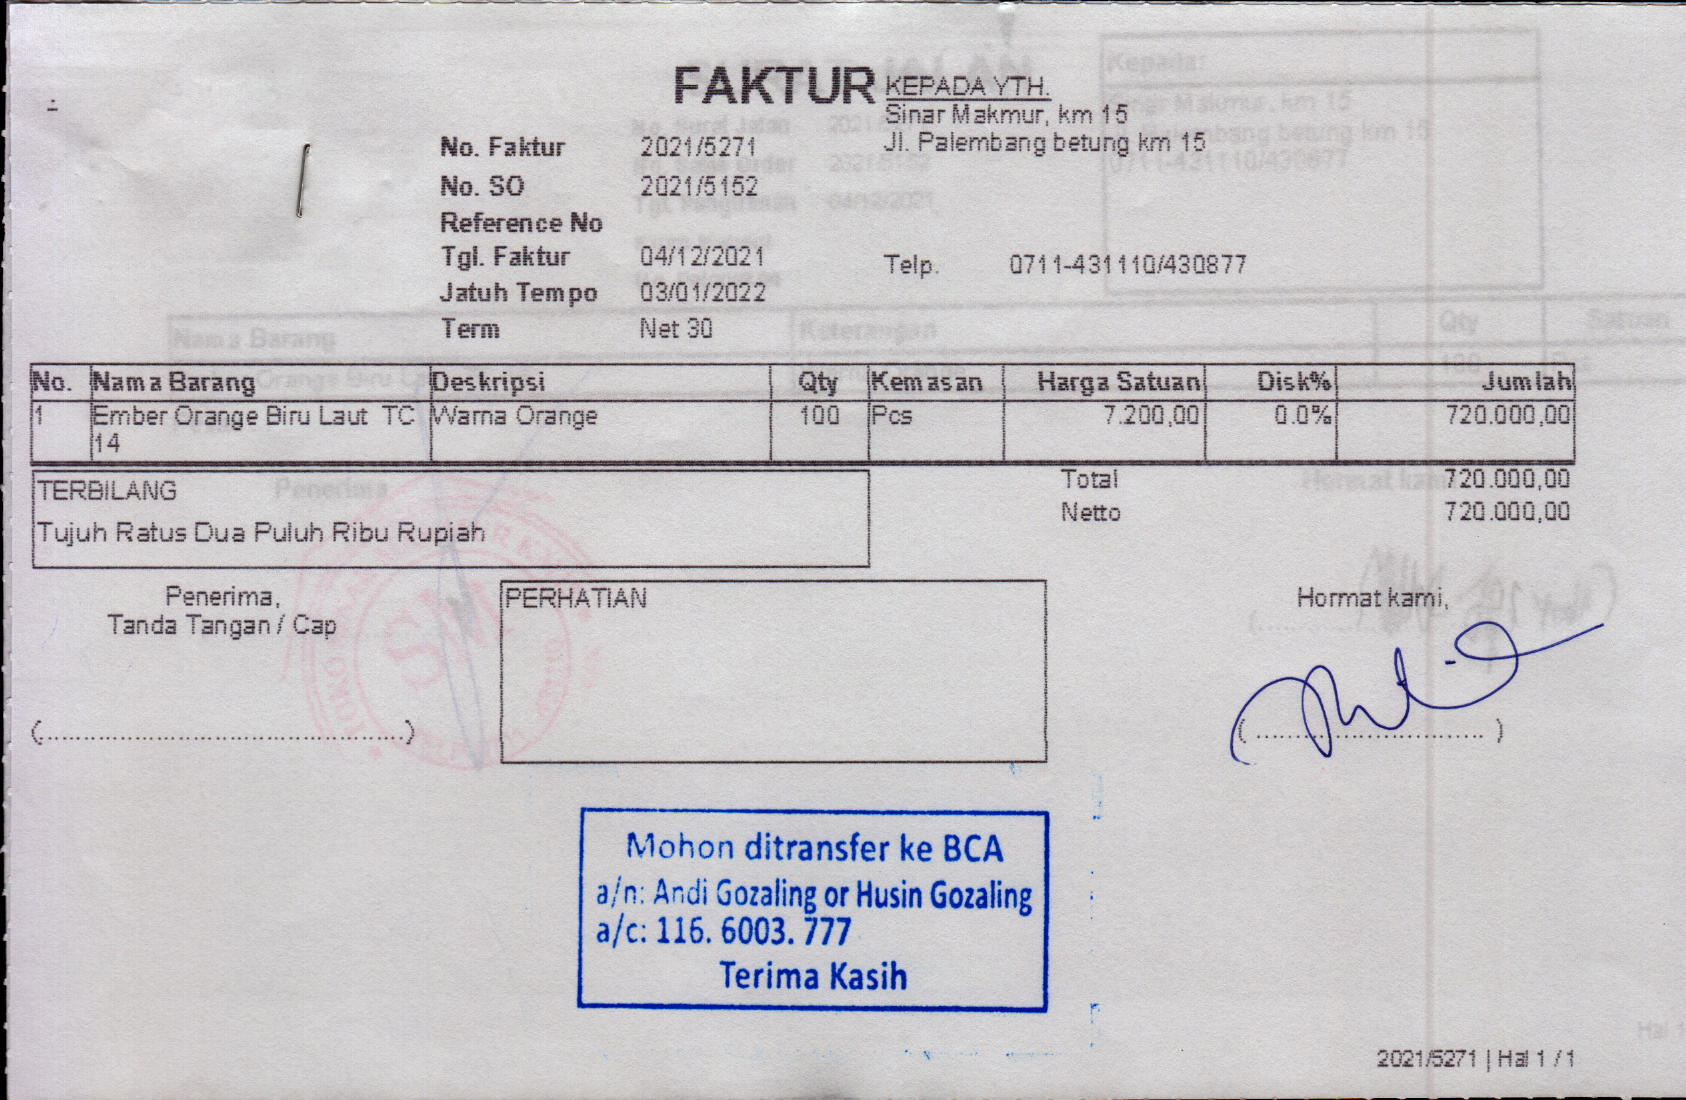 FAKTUR
KEPADA YTH.
Sinar Makmur, km 15
Jl. Palembang betung km 15
No. Faktur 2021/5271
No. SO 2021/5152
Reference No
Tgl. Faktur 04/12/2021
Telp. 0711-431110/430877
Jatuh Tempo 03/01/2022
Term Net 30
No. Nama Barang Deskripsi Qty Kemasan Harga Satuan Disk% Jumlah
1 Ember Orange Biru Laut TC Warna Orange 100 Pcs 7.200,00 0.0% 720.000,00
14
Total 720.000,00
Netto 720.000,00
TERBILANG
Tujuh Ratus Dua Puluh Ribu Rupiah
Penerima,
Tanda Tangan / Cap
(................................................)
PERHATIAN
Hormat kami,
(..............................)
Mohon ditransfer ke BCA
a/n: Andi Gozaling or Husin Gozaling
a/c: 116. 6003. 777
Terima Kasih
2021/5271 | Hal 1 / 1